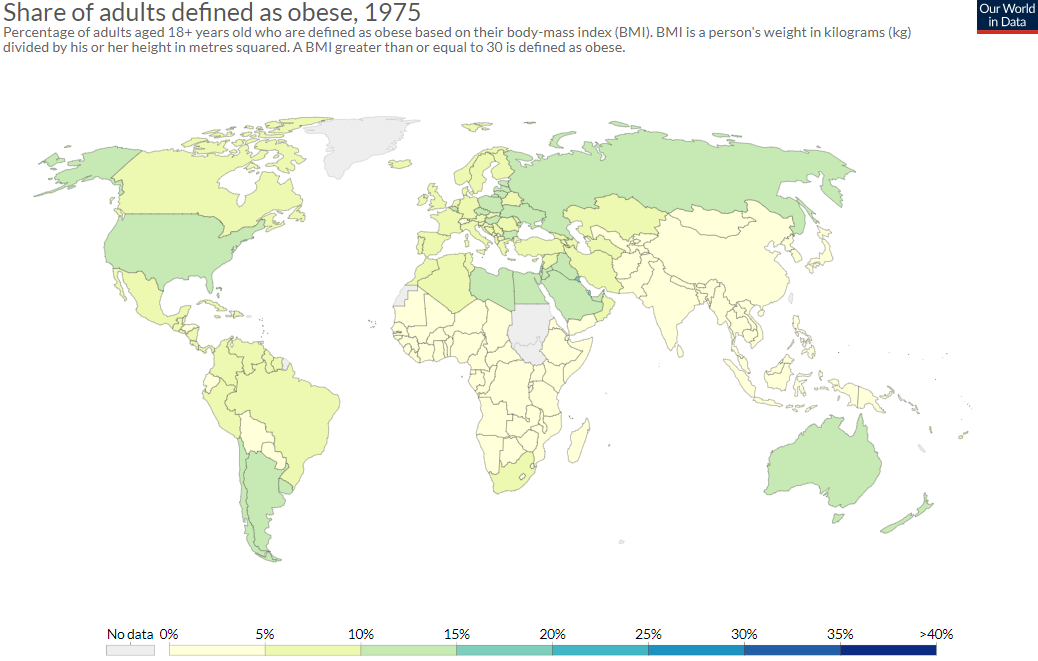 Share of adults defined as obese, 1975
Our World
in Data
Percentage of adults aged 18+ years old who are defined as obese based on their body-mass index (BMI). BMI is a person's weight in kilograms (kg)
divided by his or her height in metres squared. A BMI greater than or equal to 30 is defined as obese.
No data 0% 5% 10% 15% 20% 25% 30% 35% >40%